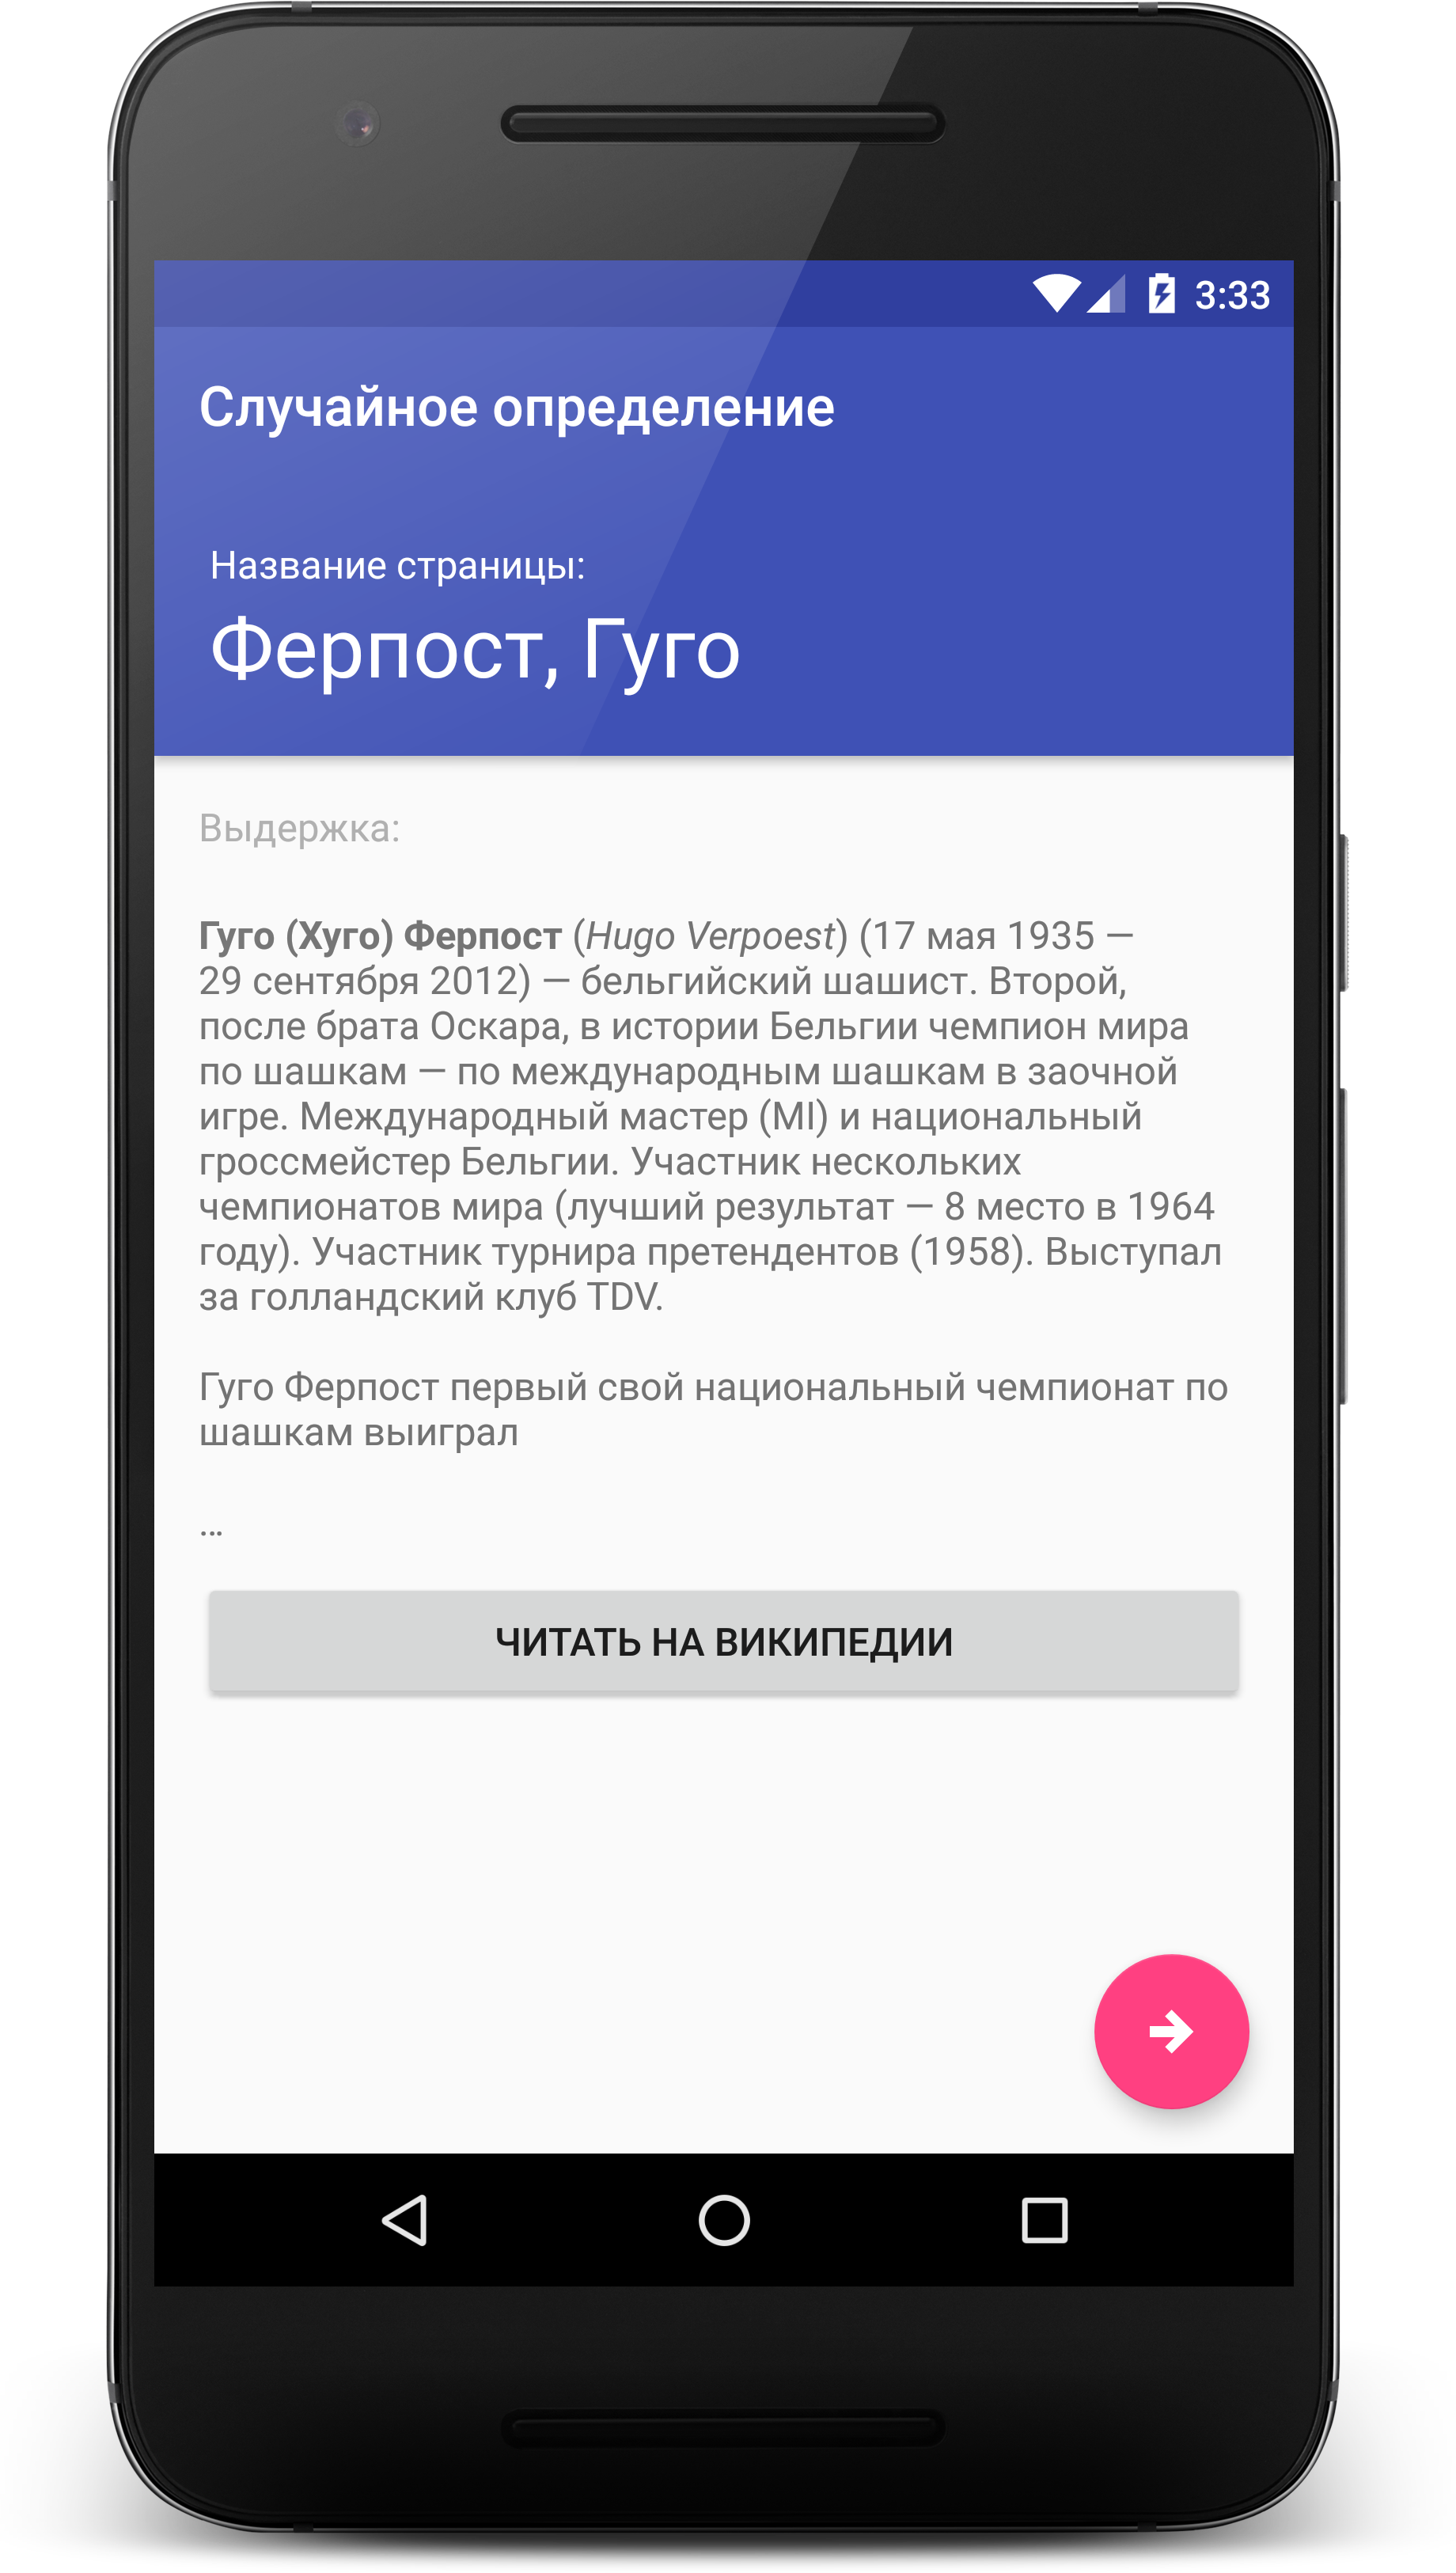 3:33
Случайное определение
Название страницы:
Ферпост, Гуго
Выдержка:
Гуго (Хуго) Ферпост (Hugo Verpoest) (17 мая 1935 —
29 сентября 2012) — бельгийский шашист. Второй,
после брата Оскара, в истории Бельгии чемпион мира
по шашкам — по международным шашкам в заочной
игре. Международный мастер (MI) и национальный
гроссмейстер Бельгии. Участник нескольких
чемпионатов мира (лучший результат — 8 место в 1964
году). Участник турнира претендентов (1958). Выступал
за голландский клуб TDV.
Гуго Ферпост первый свой национальный чемпионат по
шашкам выиграл
...
ЧИТАТЬ НА ВИКИПЕДИИ